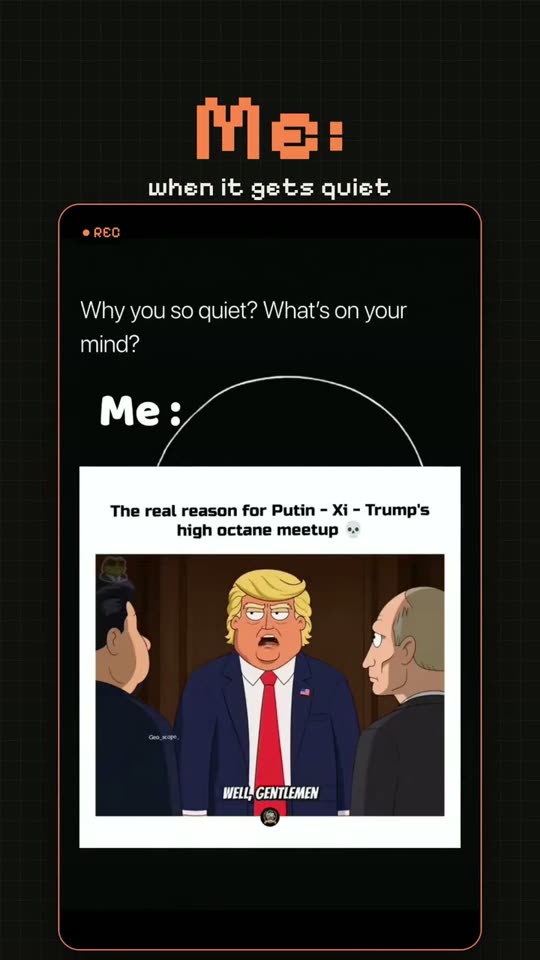 Me:
when it gets quiet
REC
Why you so quiet? What's on your
mind?
Me :
The real reason for Putin - Xi - Trump's
high octane meetup 💀
Geo_scope_
WELL, GENTLEMEN